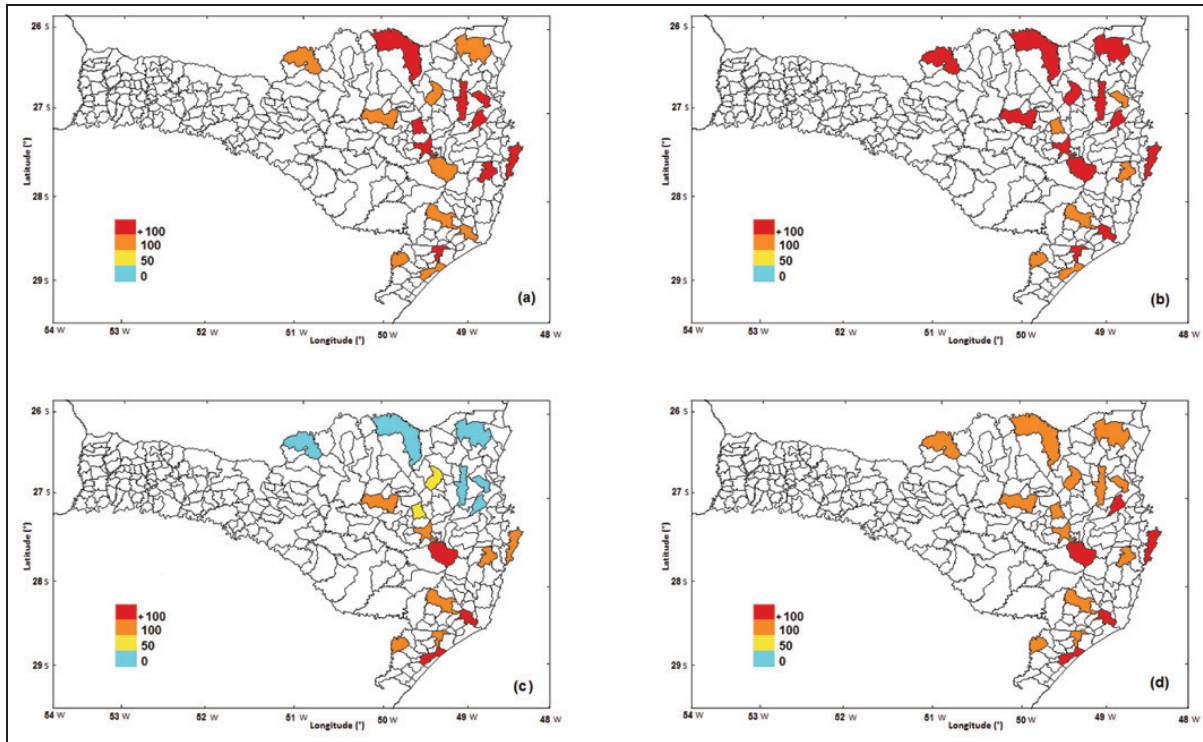 26 S
27 S
28 S
29 S
Latitude (°)
+ 100
100
50
0
(a)
54 W
53 W
52 W
51 W
50 W
49 W
48 W
Longitude (°)
26 S
27 S
28 S
29 S
Latitude (°)
+ 100
100
50
0
(b)
54 W
53 W
52 W
51 W
50 W
49 W
48 W
Longitude (°)
26 S
27 S
28 S
29 S
Latitude (°)
+ 100
100
50
0
(c)
54 W
53 W
52 W
51 W
50 W
49 W
48 W
Longitude (°)
26 S
27 S
28 S
29 S
Latitude (°)
+ 100
100
50
0
(d)
54 W
53 W
52 W
51 W
50 W
49 W
48 W
Longitude (°)